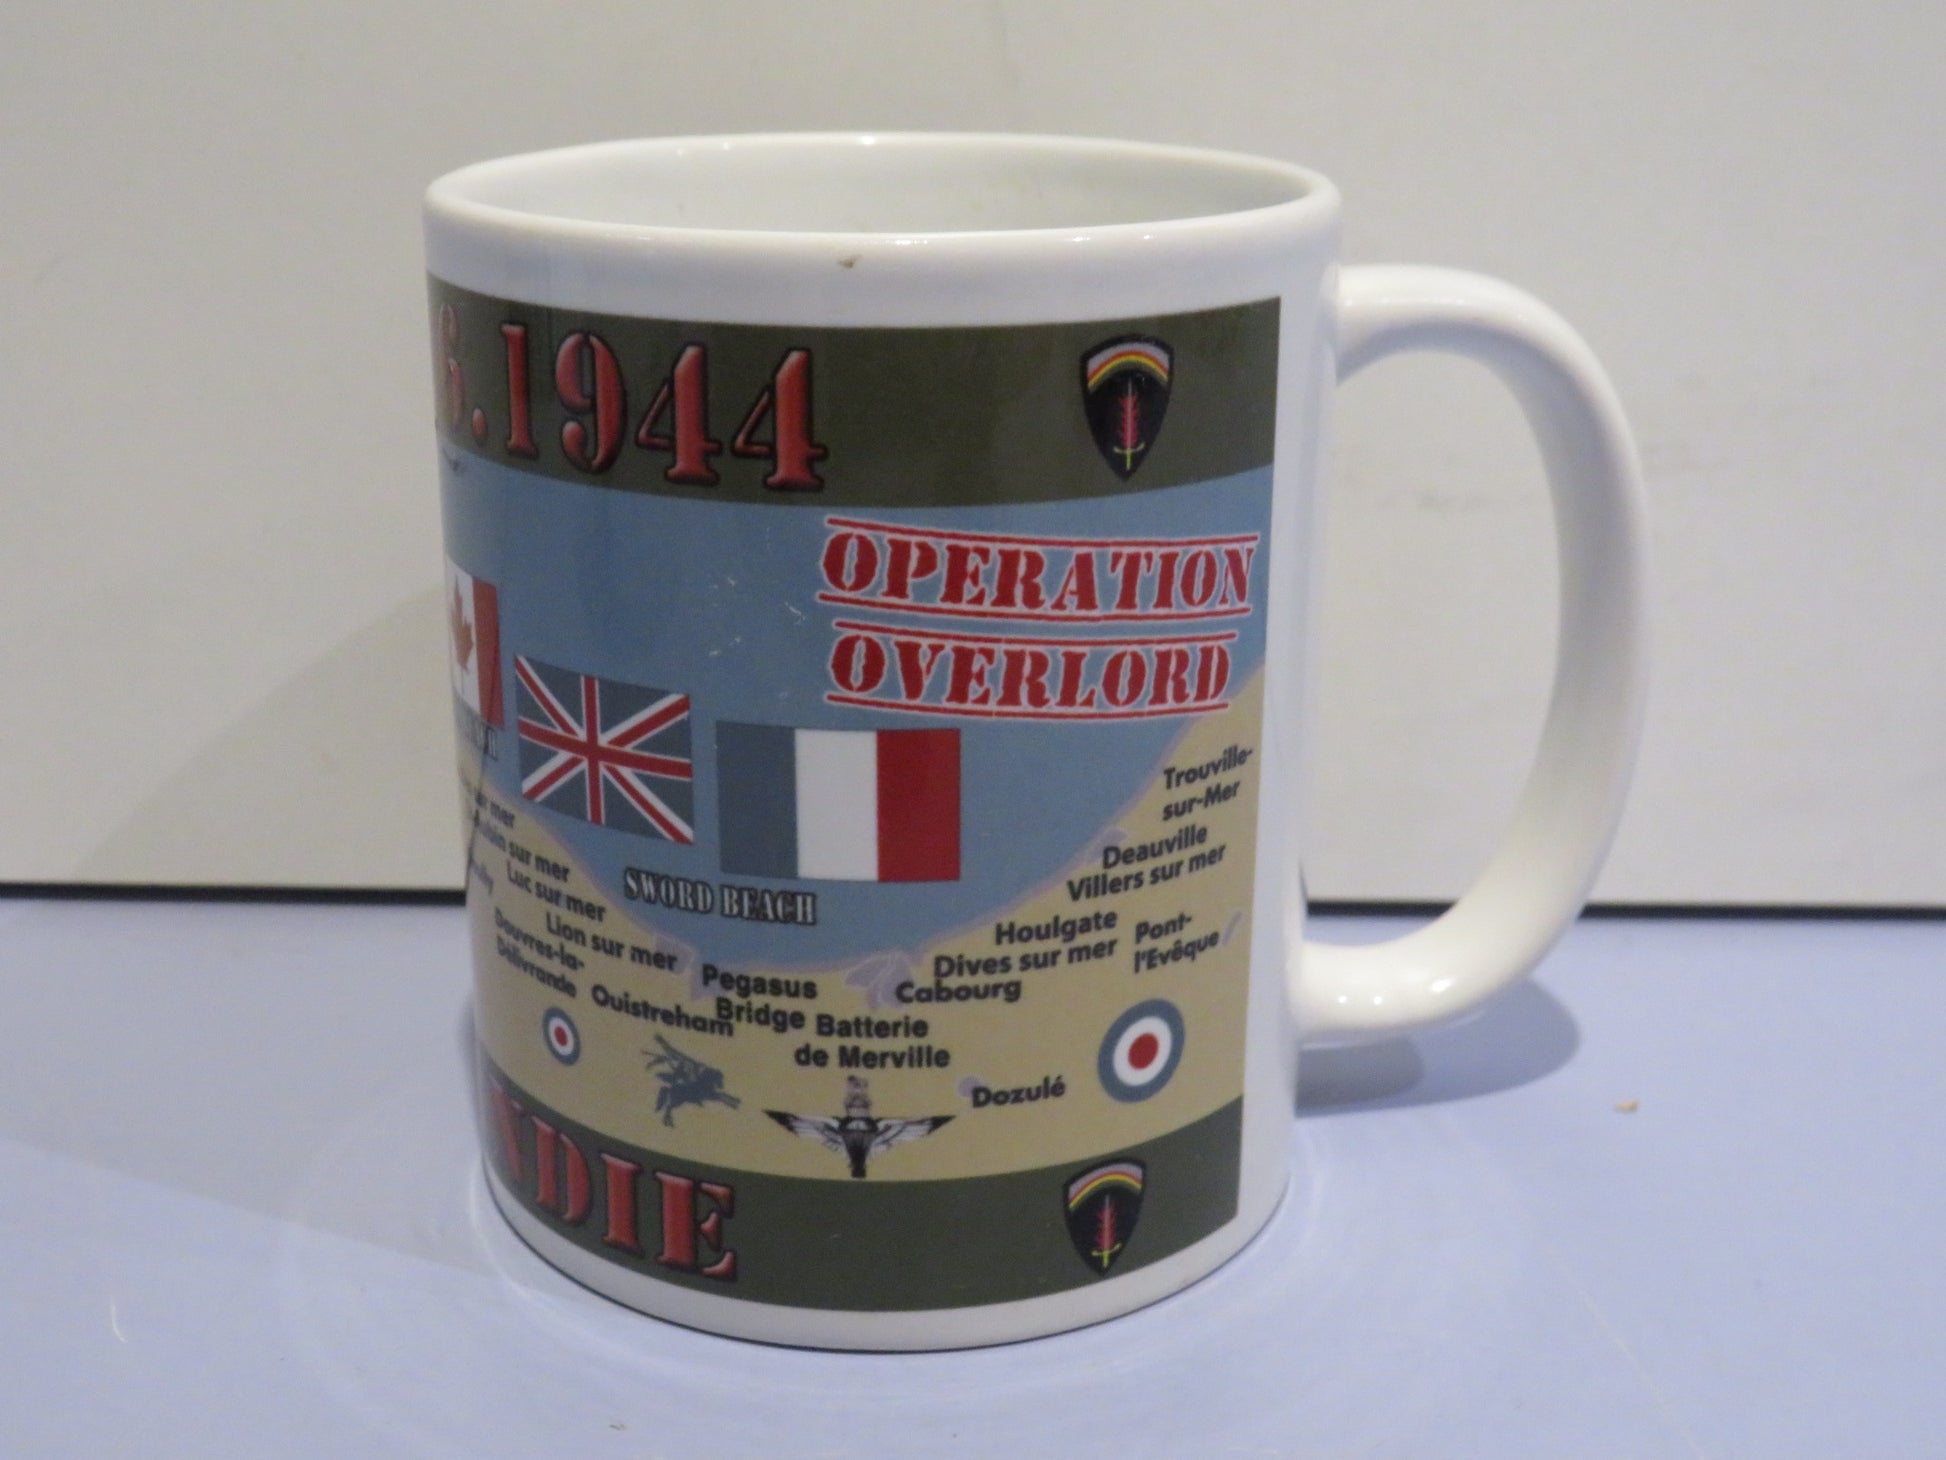 6.1944
OPERATION
OVERLORD
SWORD BEACH
Trouville-
sur-Mer
Deauville
Villers sur mer
Houlgate
Dives sur mer
Cabourg
Pont-
l'Evêque
sur mer
sur mer
Luc sur mer
Lion sur mer
Douvres-la-
Délivrande
Ouistreham
Pegasus
Bridge
Batterie
de Merville
Dozulé
NDIE